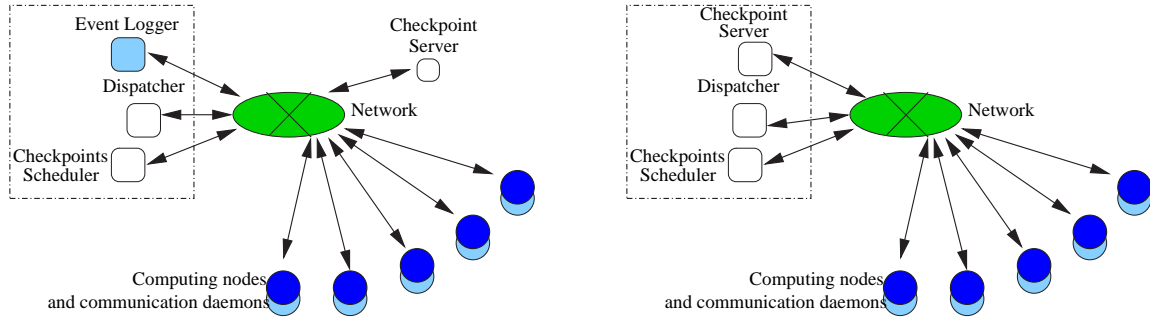 Event Logger
Checkpoint
Server
Dispatcher
Network
Checkpoints
Scheduler
Computing nodes
and communication daemons
Checkpoint
Server
Dispatcher
Network
Checkpoints
Scheduler
Computing nodes
and communication daemons